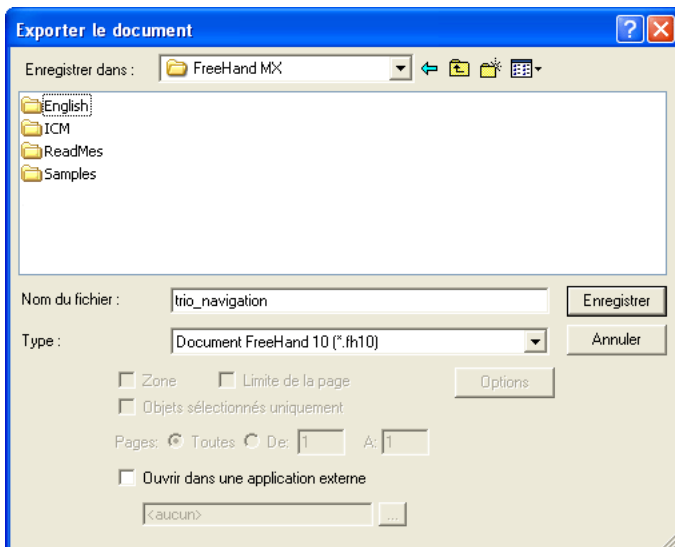 Exporter le document
Enregistrer dans : FreeHand MX
English
ICM
ReadMes
Samples
Nom du fichier : trio_navigation Enregistrer
Type : Document FreeHand 10 (*.fh10) Annuler
Zone Limite de la page Options
Objets sélectionnés uniquement
Pages: Toutes De: 1 A: 1
Ouvrir dans une application externe
<aucun> ...